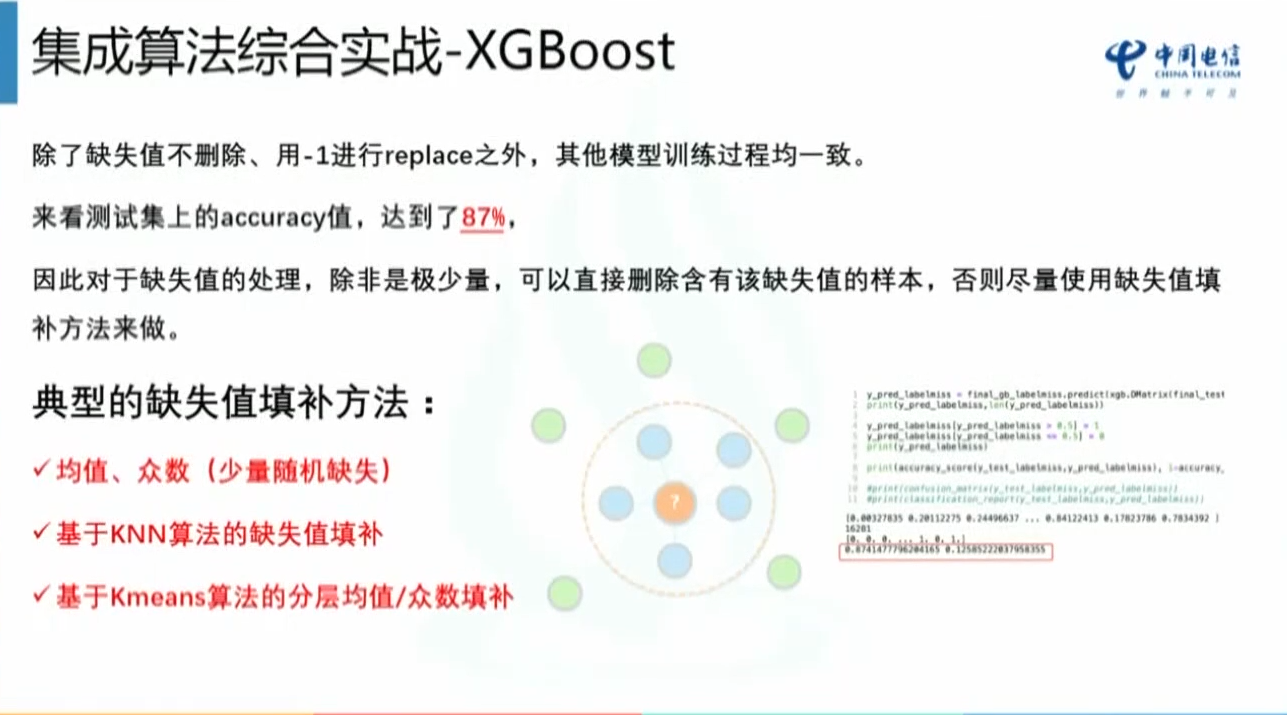 集成算法综合实战-XGBoost
中国电信
CHINA TELECOM
世 界 触 手 可 及
除了缺失值不删除、用-1进行replace之外，其他模型训练过程均一致。
来看测试集上的accuracy值，达到了87%，
因此对于缺失值的处理，除非是极少量，可以直接删除含有该缺失值的样本，否则尽量使用缺失值填
补方法来做。
典型的缺失值填补方法：
✓均值、众数（少量随机缺失）
✓基于KNN算法的缺失值填补
✓基于Kmeans算法的分层均值/众数填补
?
1 y_pred_labelmiss = final_gb_labelmiss.predict(xgb.DMatrix(final_test
2 print(y_pred_labelmiss,len(y_pred_labelmiss))
4 y_pred_labelmiss[y_pred_labelmiss > 0.5] = 1
5 y_pred_labelmiss[y_pred_labelmiss <= 0.5] = 0
6 print(y_pred_labelmiss)
8 print(accuracy_score(y_test_labelmiss,y_pred_labelmiss), 1-accuracy_
10 #print(confusion_matrix(y_test_labelmiss,y_pred_labelmiss))
11 #print(classification_report(y_test_labelmiss,y_pred_labelmiss))
[0.00327835 0.20112275 0.24496637 ... 0.84122413 0.17823786 0.7834392 ]
16201
[0. 0. 0. ... 1. 0. 1.]
0.8741477796204165 0.12585222037958355